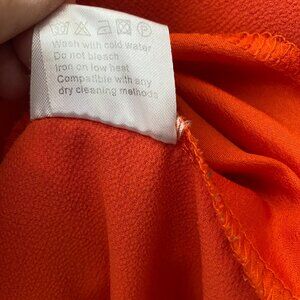 Wash with cold water
Do not bleach
Iron on low heat
Compatible with any
dry cleaning methods